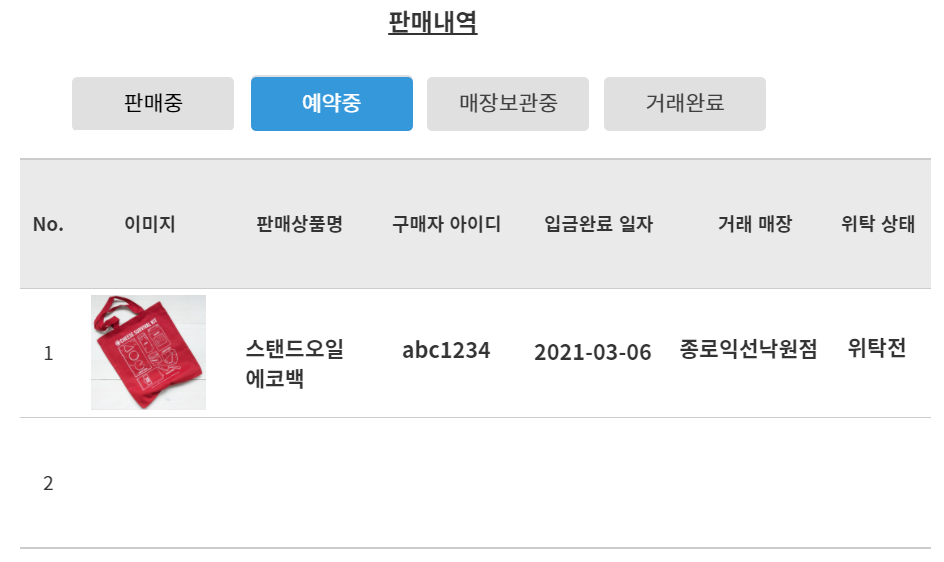 판매내역
판매중 예약중 매장보관중 거래완료
No. 이미지 판매상품명 구매자 아이디 입금완료 일자 거래 매장 위탁 상태
1 스탠드오일 abc1234 2021-03-06 종로익선낙원점 위탁전
에코백
2